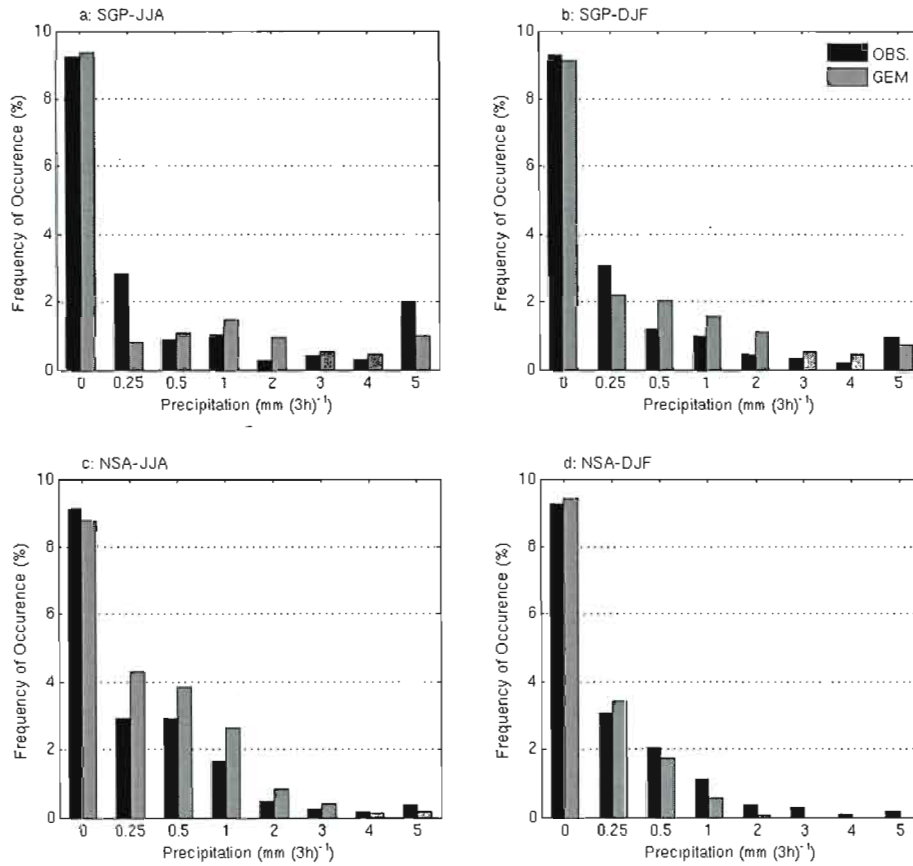 a: SGP-JJA
10
8
6
4
2
0
Frequency of Occurence (%)
0 0.25 0.5 1 2 3 4 5
Precipitation (mm (3h)⁻¹)
b: SGP-DJF
OBS.
GEM
10
8
6
4
2
0
Frequency of Occurence (%)
0 0.25 0.5 1 2 3 4 5
Precipitation (mm (3h)⁻¹)
c: NSA-JJA
10
8
6
4
2
0
Frequency of Occurence (%)
0 0.25 0.5 1 2 3 4 5
Precipitation (mm (3h)⁻¹)
d: NSA-DJF
10
8
6
4
2
0
Frequency of Occurence (%)
0 0.25 0.5 1 2 3 4 5
Precipitation (mm (3h)⁻¹)